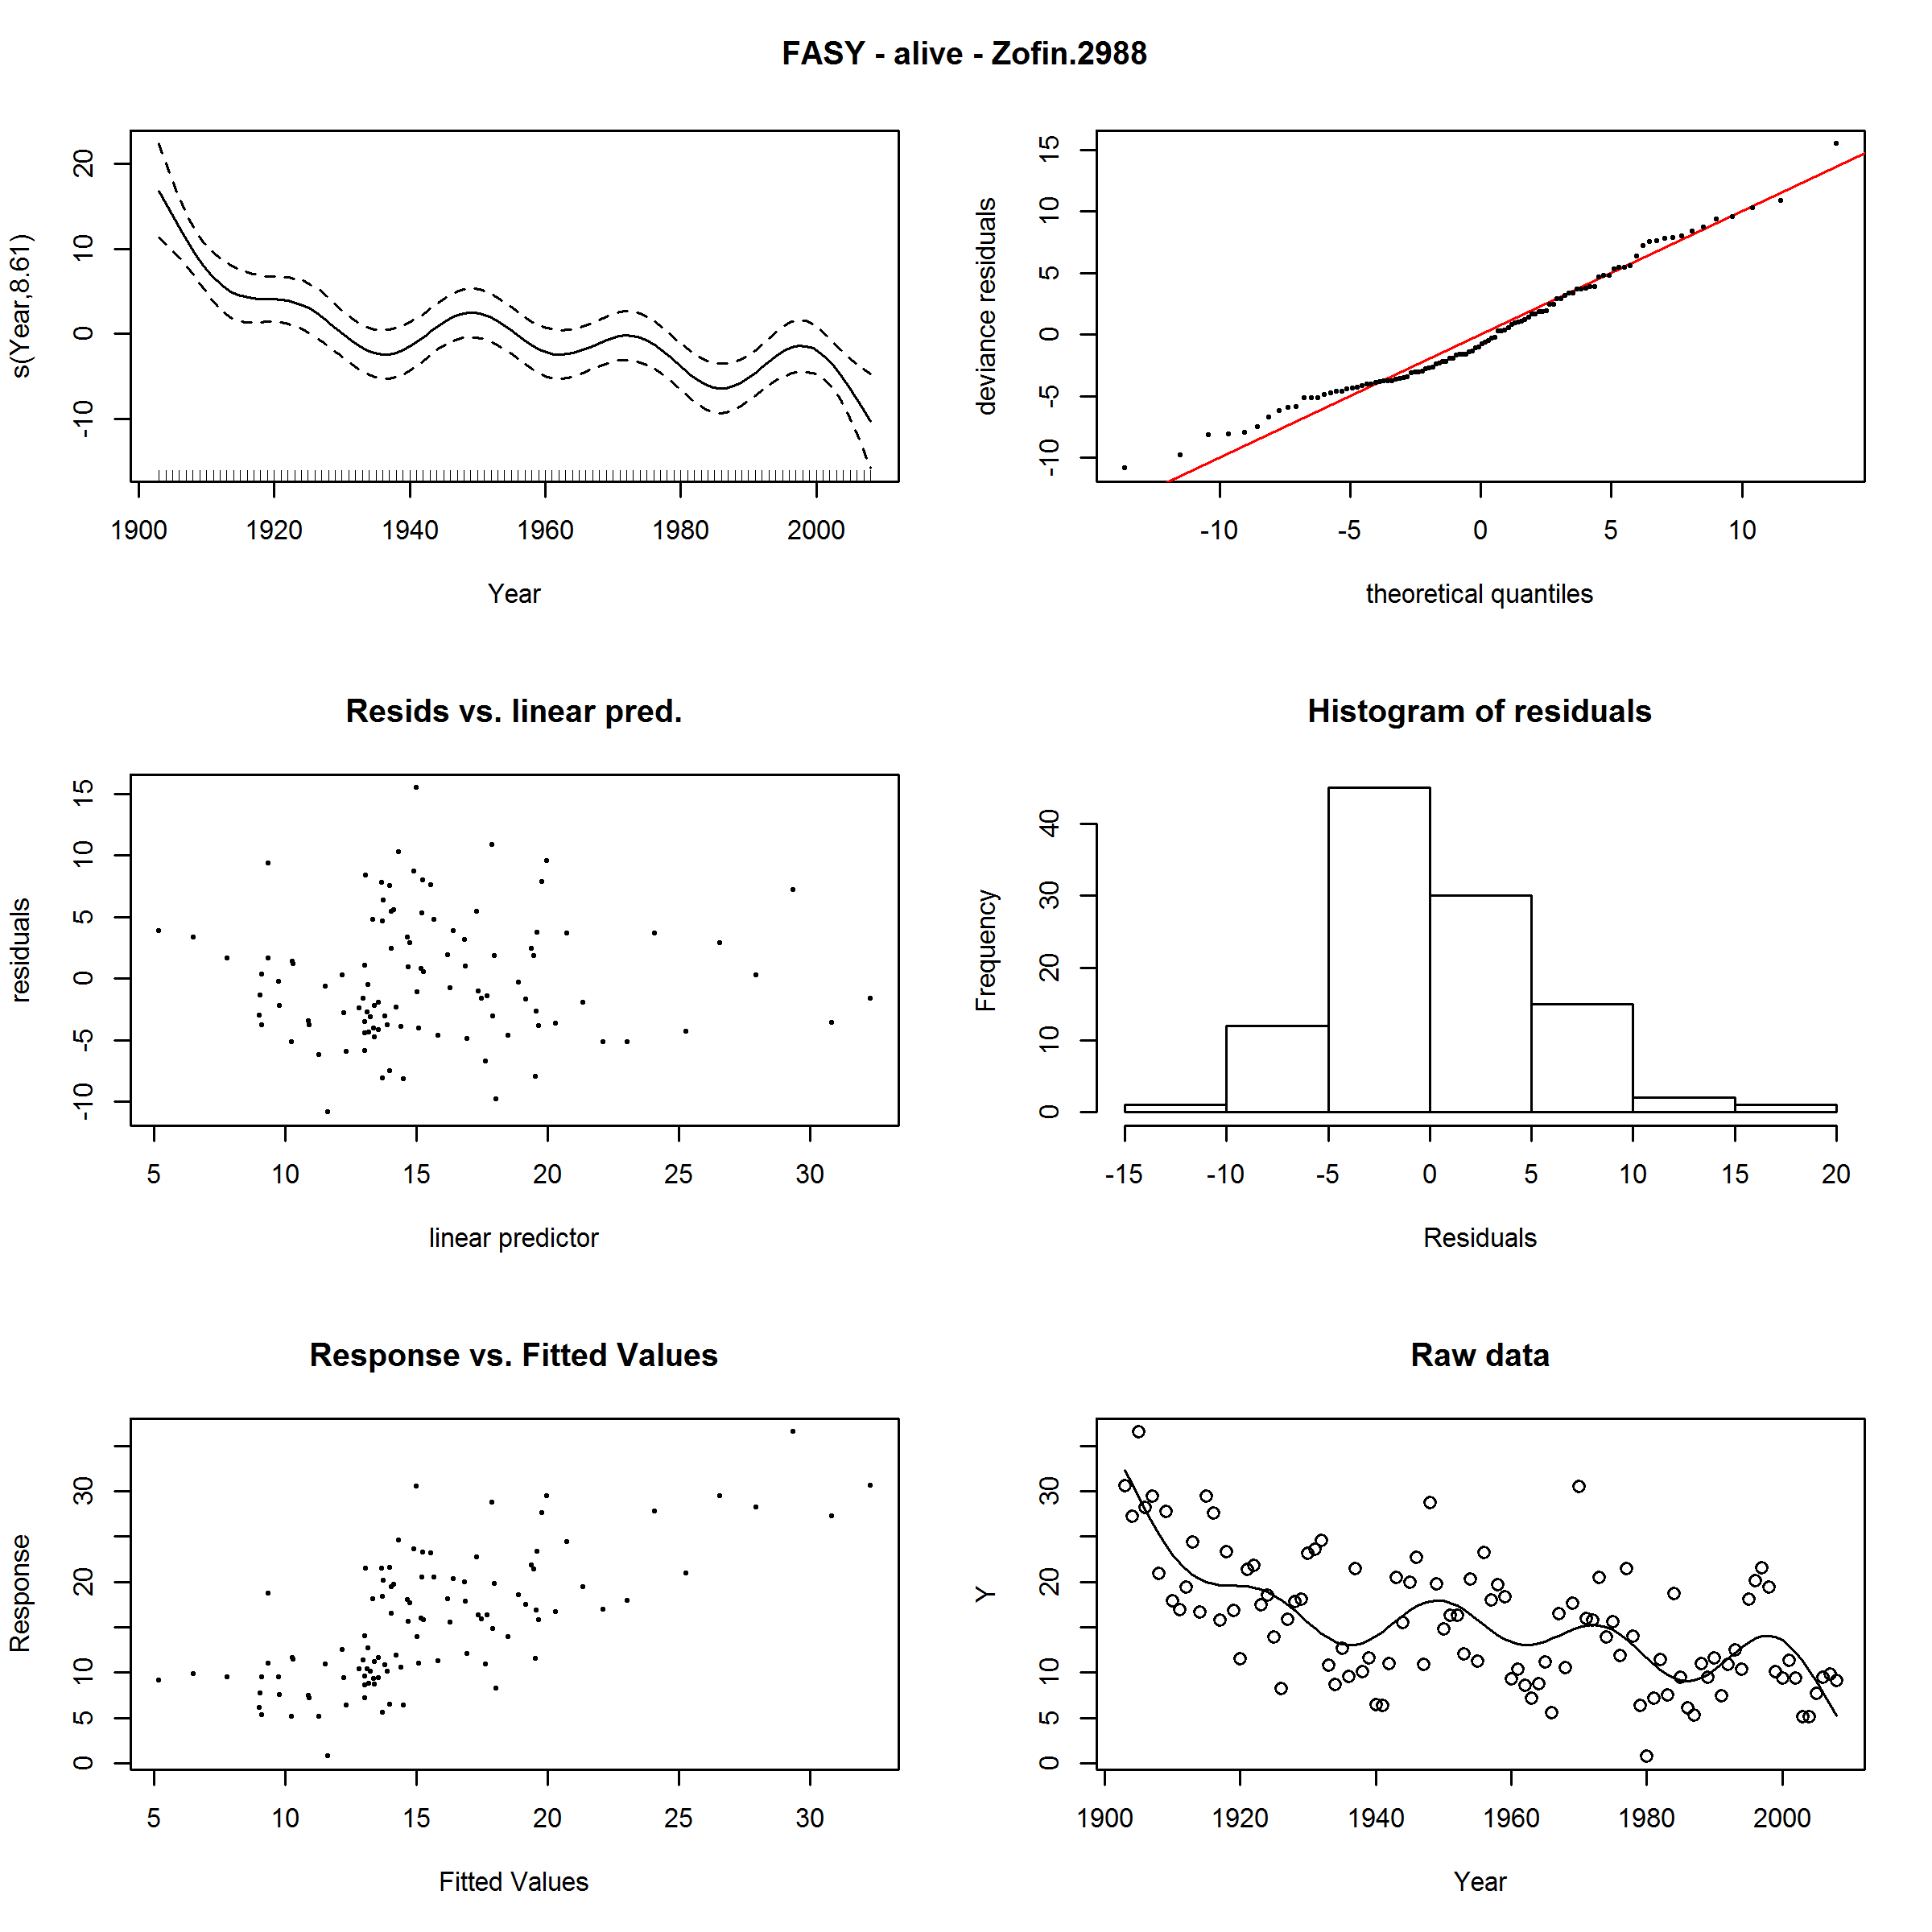 FASY - alive - Zofin.2988
s(Year,8.61)
-10 0 10 20
1900 1920 1940 1960 1980 2000
Year
deviance residuals
-10 -5 0 5 10 15
-10 -5 0 5 10
theoretical quantiles
Resids vs. linear pred.
residuals
-10 -5 0 5 10 15
5 10 15 20 25 30
linear predictor
Histogram of residuals
Frequency
0 10 20 30 40
-15 -10 -5 0 5 10 15 20
Residuals
Response vs. Fitted Values
Response
0 5 10 20 30
5 10 15 20 25 30
Fitted Values
Raw data
Y
0 5 10 20 30
1900 1920 1940 1960 1980 2000
Year